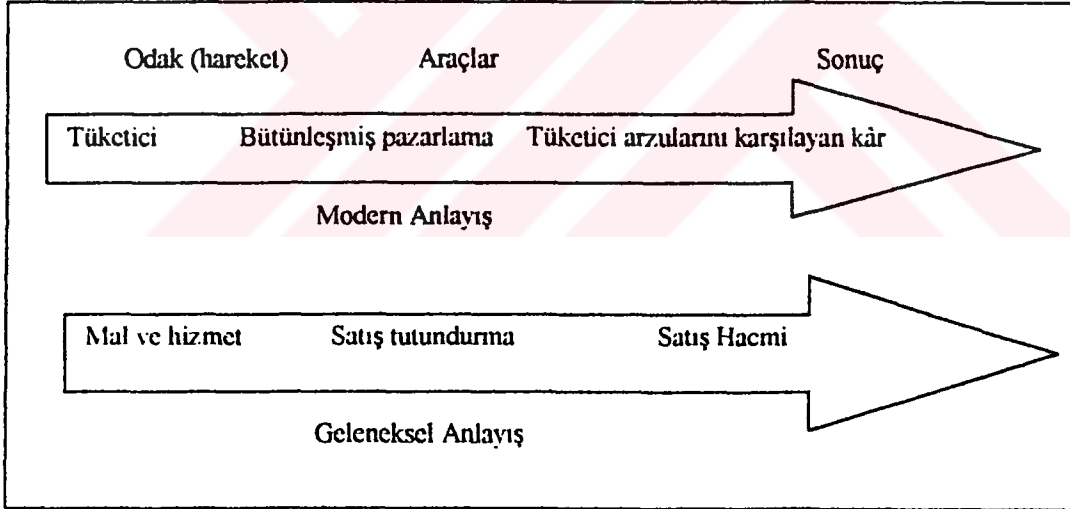 Odak (hareket) Araçlar Sonuç
Tüketici Bütünleşmiş pazarlama Tüketici arzularını karşılayan kâr
Modern Anlayış
Mal ve hizmet Satış tutundurma Satış Hacmi
Geleneksel Anlayış